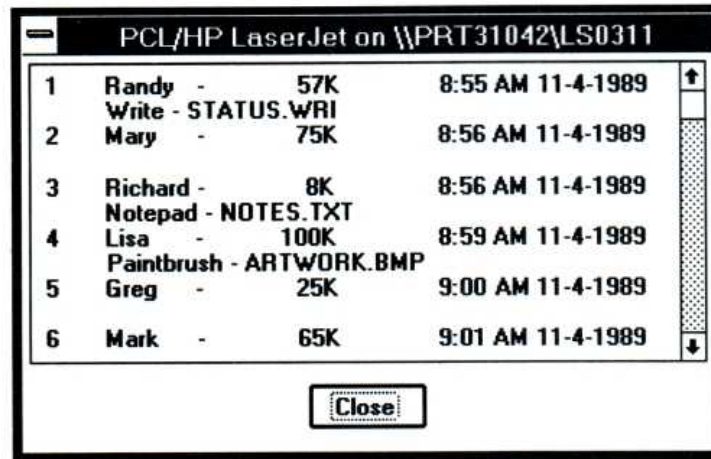 PCL/HP LaserJet on \\PRT31042\LS0311
1 Randy - 57K 8:55 AM 11-4-1989
Write - STATUS.WRI
2 Mary - 75K 8:56 AM 11-4-1989
3 Richard - 8K 8:56 AM 11-4-1989
Notepad - NOTES.TXT
4 Lisa - 100K 8:59 AM 11-4-1989
Paintbrush - ARTWORK.BMP
5 Greg - 25K 9:00 AM 11-4-1989
6 Mark - 65K 9:01 AM 11-4-1989
Close